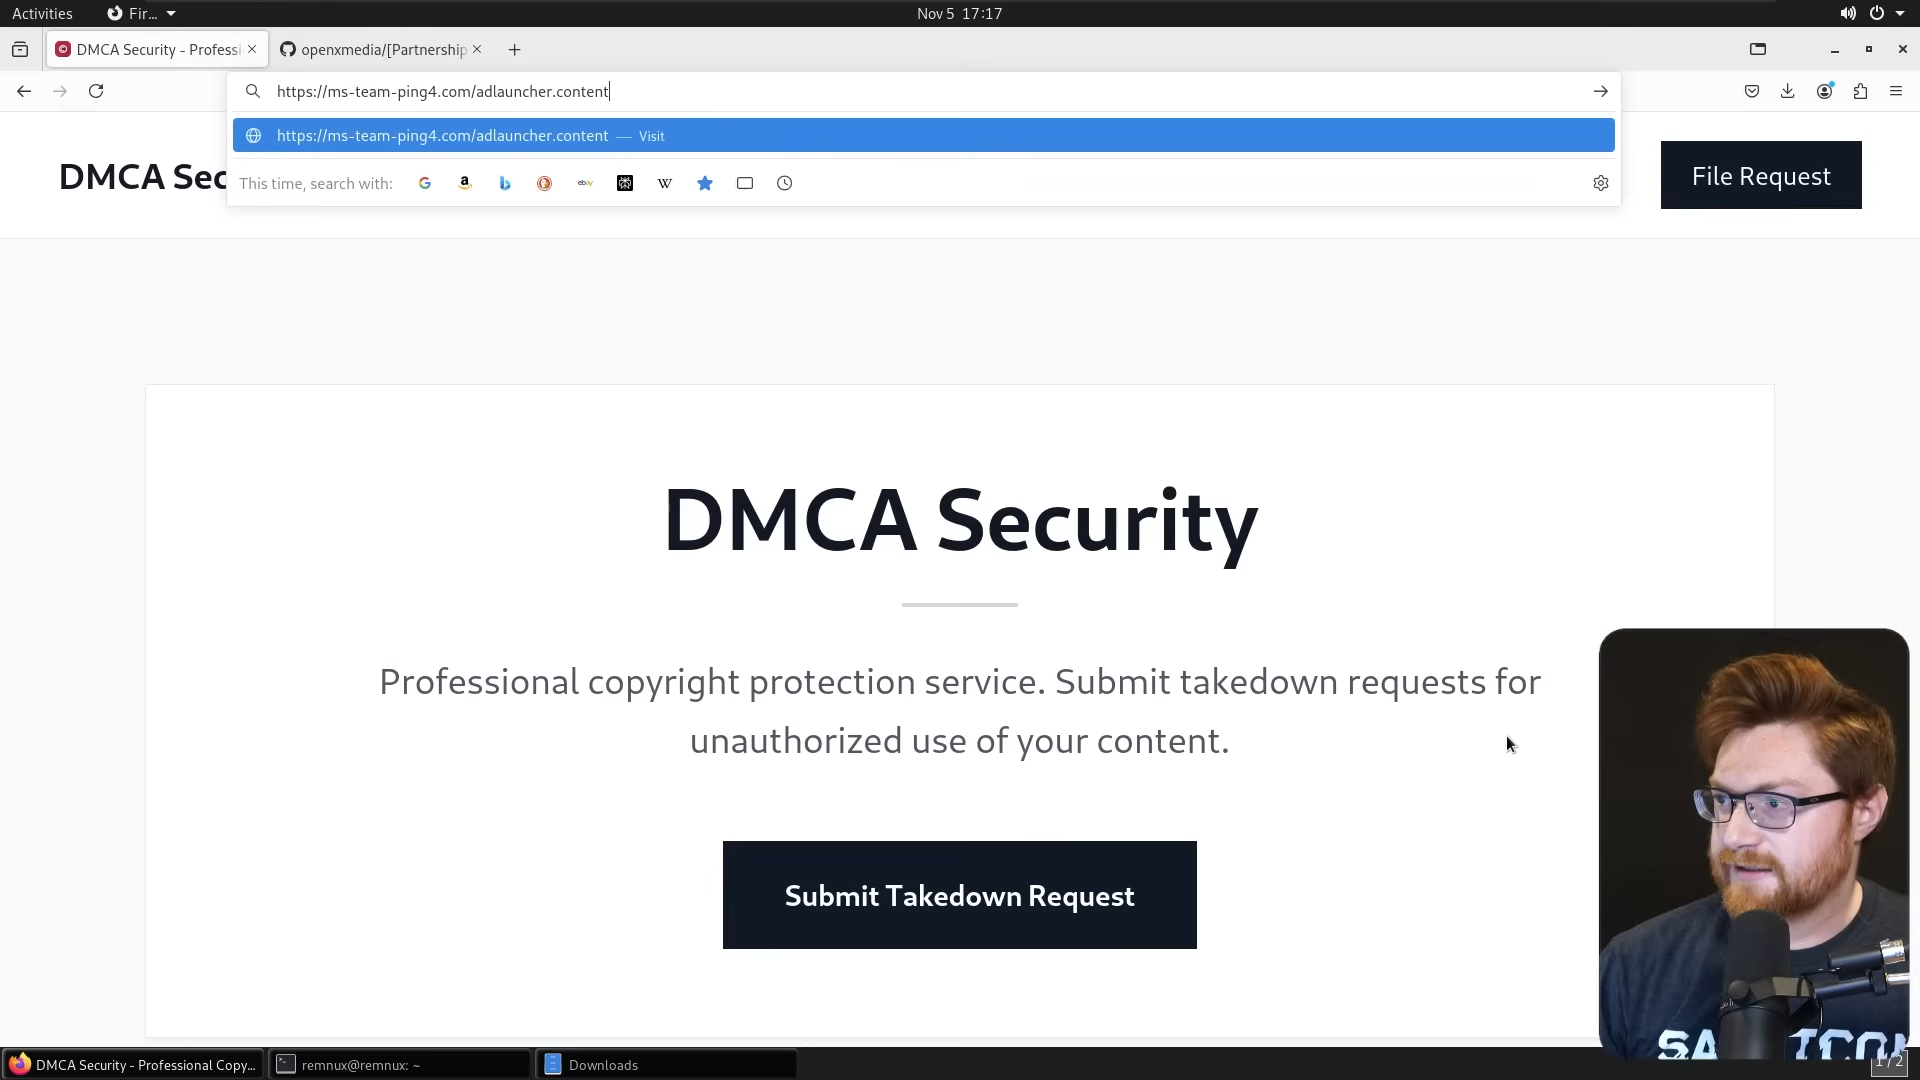 Activities
Fir...
Nov 5 17:17
DMCA Security - Professi
openxmedia/[Partnership
https://ms-team-ping4.com/adlauncher.content
https://ms-team-ping4.com/adlauncher.content — Visit
This time, search with:
a
ebay
W
DMCA Sec
File Request
DMCA Security
Professional copyright protection service. Submit takedown requests for
unauthorized use of your content.
Submit Takedown Request
DMCA Security - Professional Copy...
remnux@remnux: ~
Downloads
1 / 2